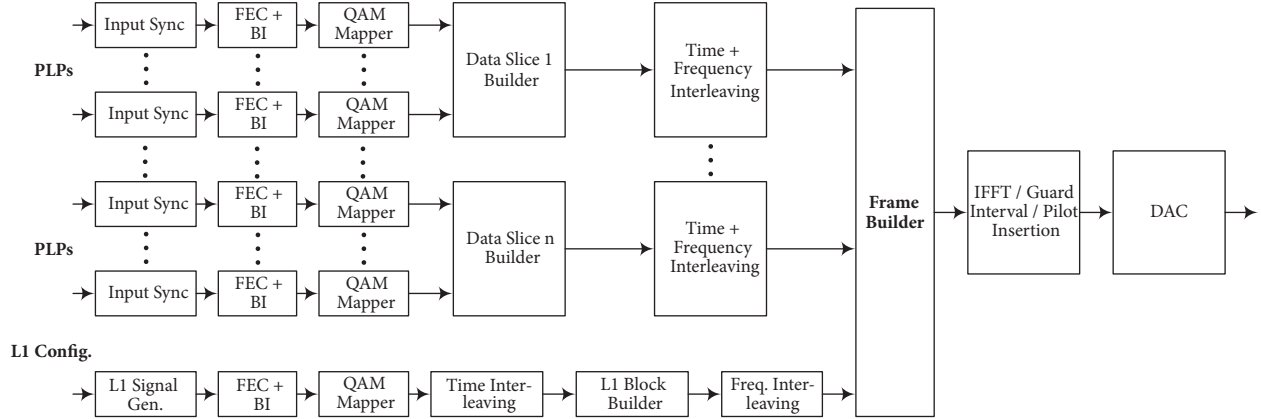 Input Sync
FEC +
BI
QAM
Mapper
PLPs
Input Sync
FEC +
BI
QAM
Mapper
Data Slice 1
Builder
Time +
Frequency
Interleaving
Input Sync
FEC +
BI
QAM
Mapper
PLPs
Input Sync
FEC +
BI
QAM
Mapper
Data Slice n
Builder
Time +
Frequency
Interleaving
Frame
Builder
IFFT / Guard
Interval / Pilot
Insertion
DAC
L1 Config.
L1 Signal
Gen.
FEC +
BI
QAM
Mapper
Time Inter-
leaving
L1 Block
Builder
Freq. Inter-
leaving